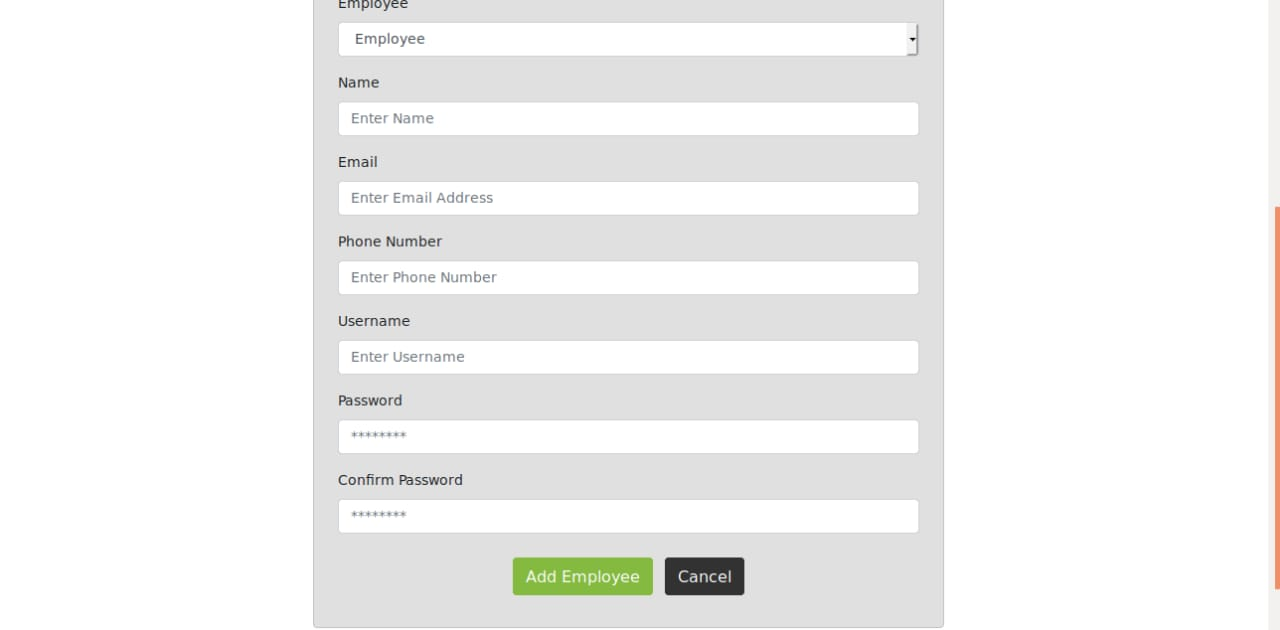 Employee
Employee
Name
Enter Name
Email
Enter Email Address
Phone Number
Enter Phone Number
Username
Enter Username
Password
********
Confirm Password
********
Add Employee Cancel